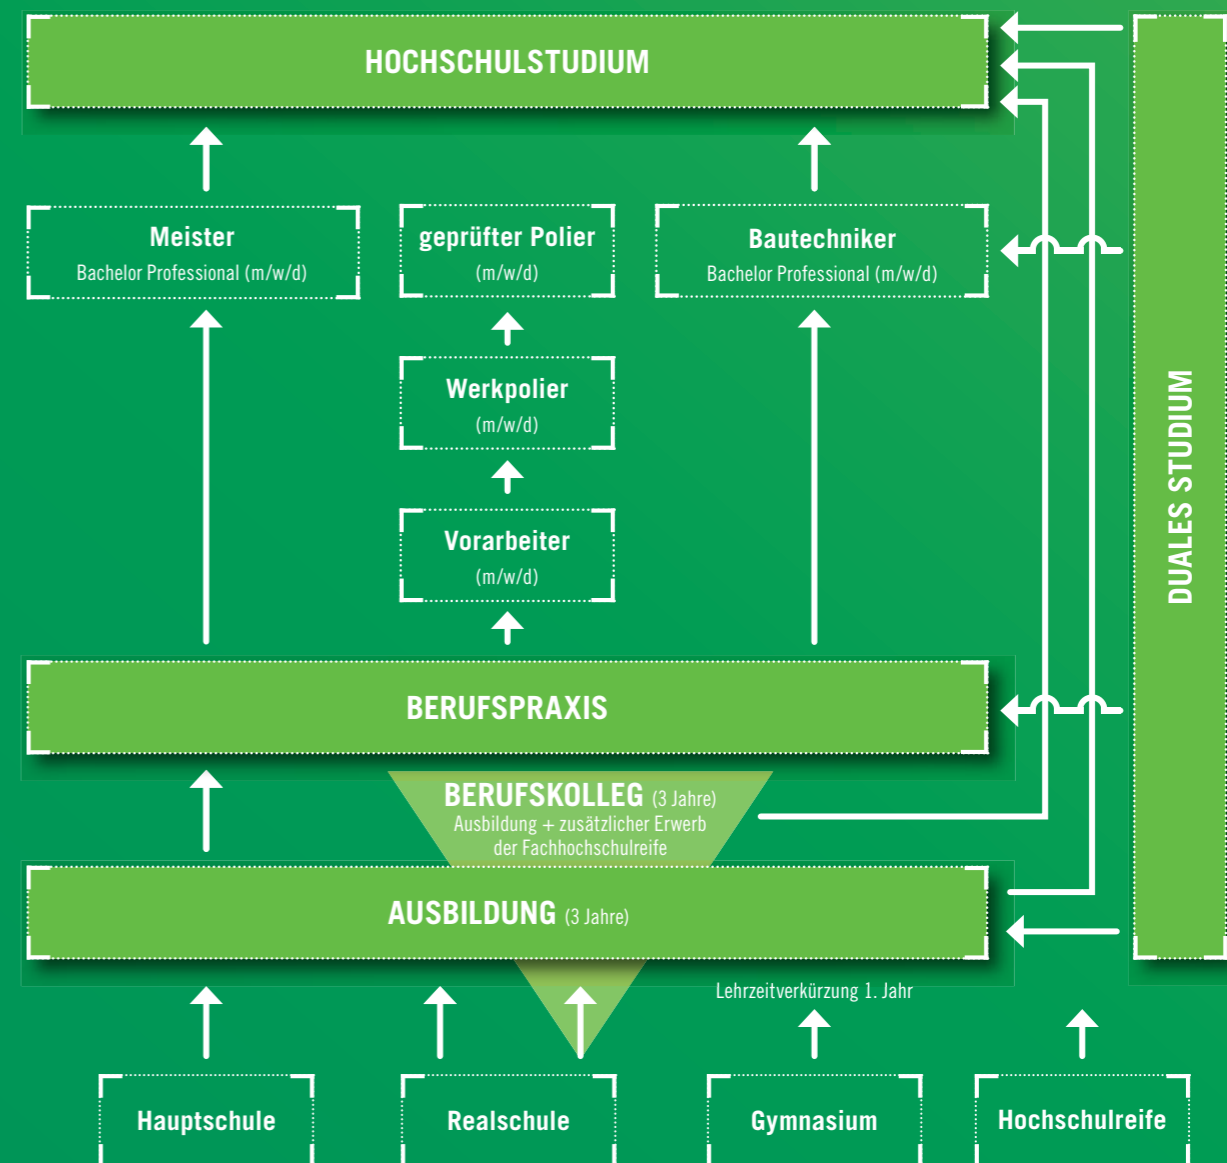 HOCHSCHULSTUDIUM
Meister
Bachelor Professional (m/w/d)
geprüfter Polier
(m/w/d)
Bautechniker
Bachelor Professional (m/w/d)
Werkpolier
(m/w/d)
Vorarbeiter
(m/w/d)
DUALES STUDIUM
BERUFSPRAXIS
BERUFSKOLLEG (3 Jahre)
Ausbildung + zusätzlicher Erwerb
der Fachhochschulreife
AUSBILDUNG (3 Jahre)
Lehrzeitverkürzung 1. Jahr
Hauptschule
Realschule
Gymnasium
Hochschulreife